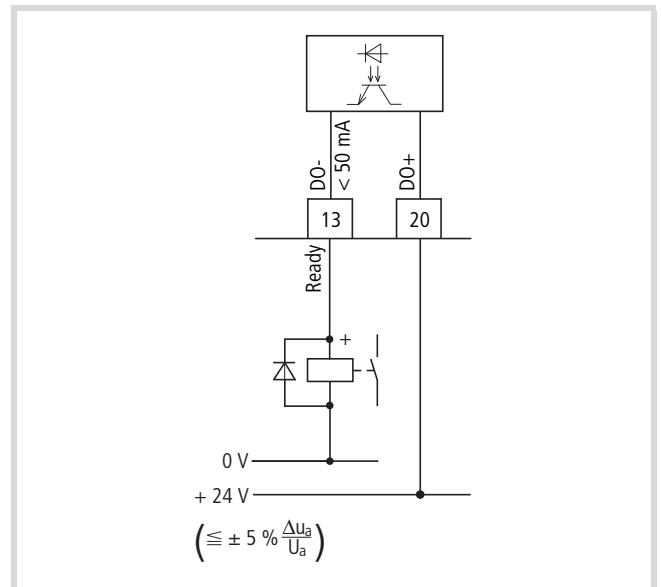 DO-
< 50 mA
DO+
13
20
Ready
+
0 V
+ 24 V
(≦ ± 5 % Δua/Ua)